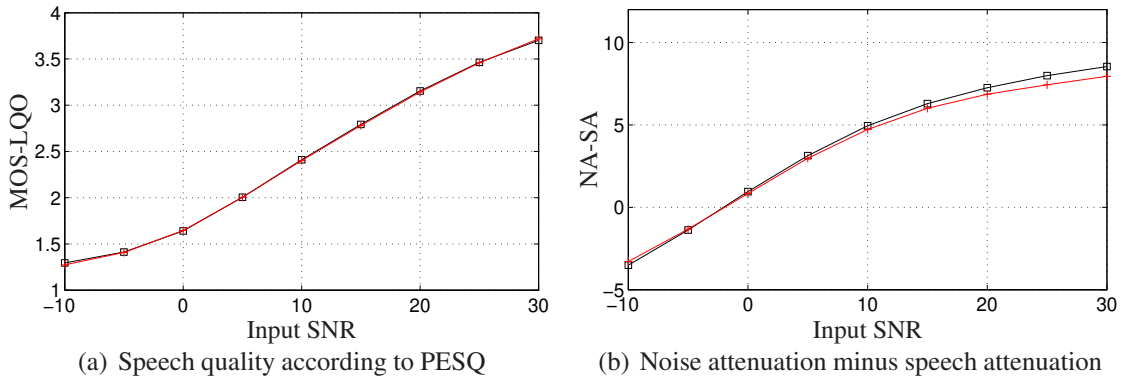 4
3.5
3
2.5
2
1.5
1
MOS-LQO
−10 0 10 20 30
Input SNR
(a) Speech quality according to PESQ
10
5
0
−5
NA-SA
−10 0 10 20 30
Input SNR
(b) Noise attenuation minus speech attenuation